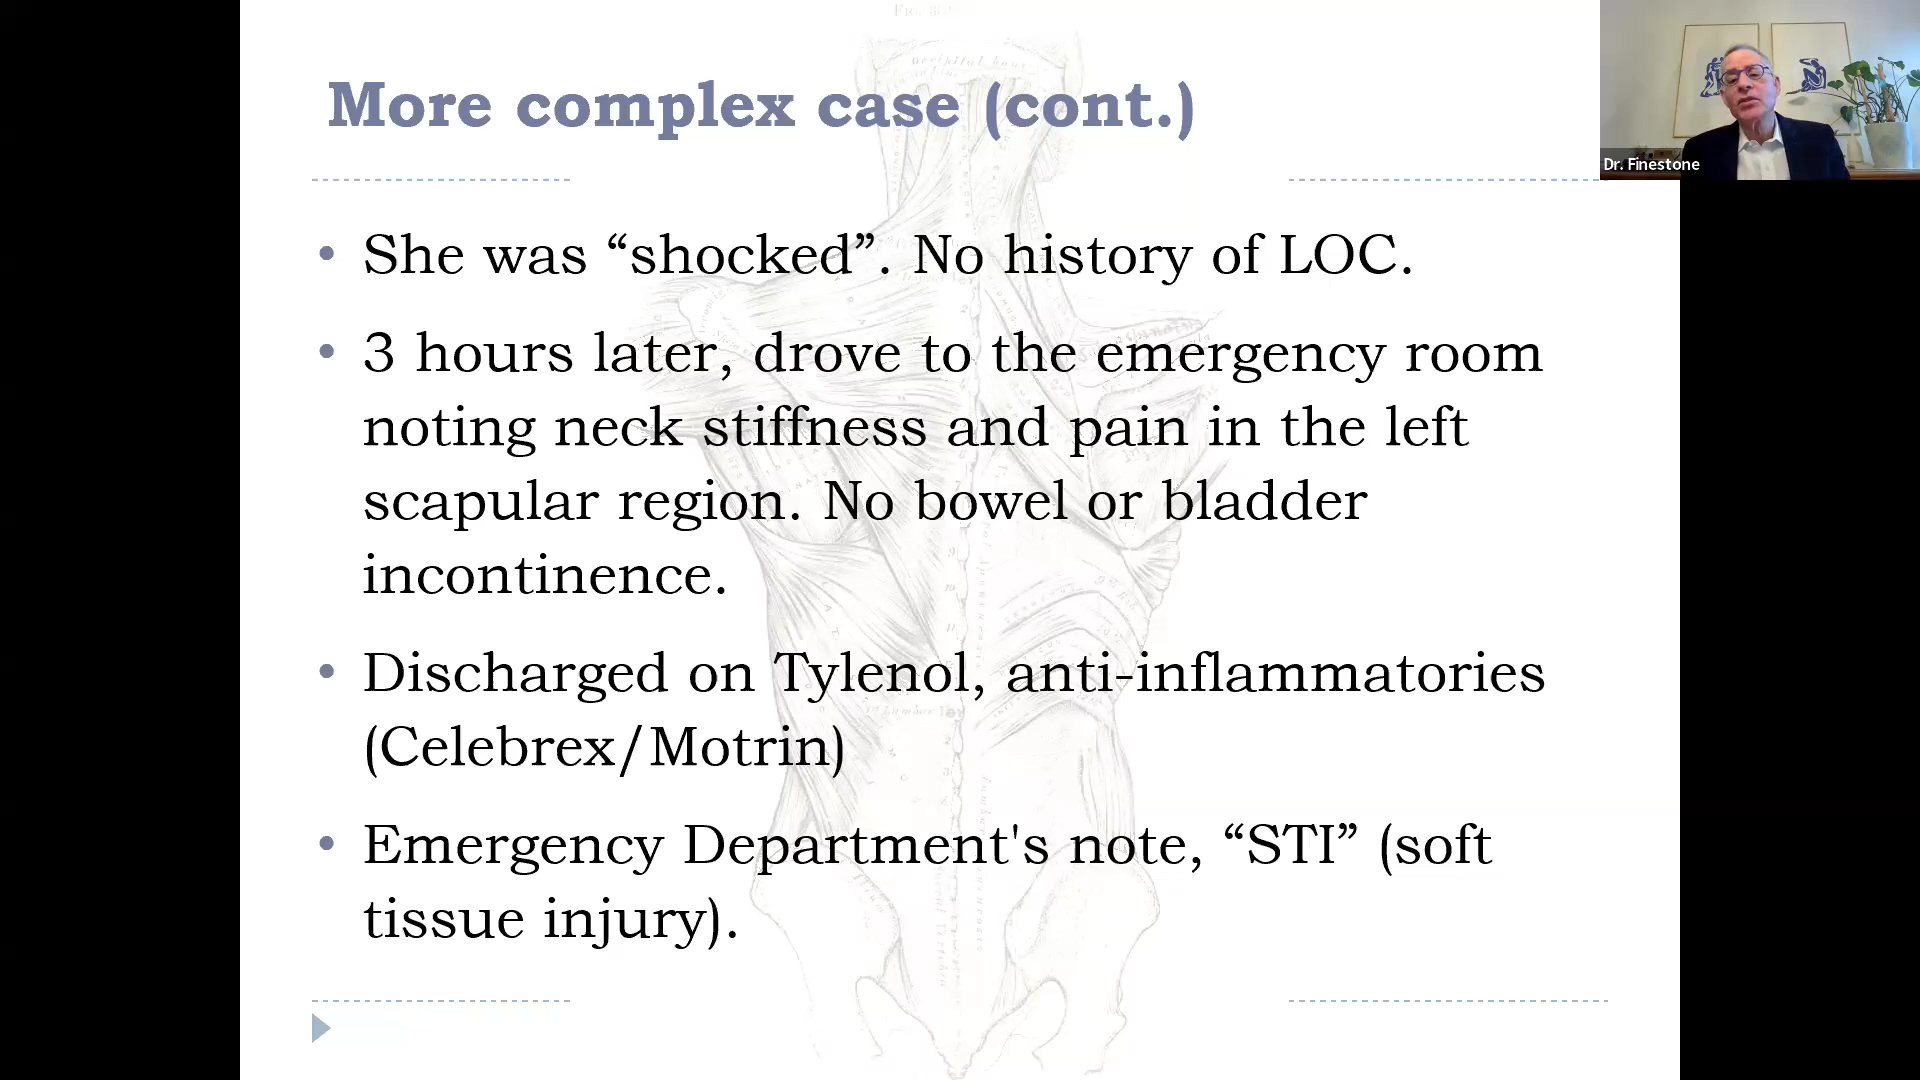 More complex case (cont.)
Dr. Finestone
• She was “shocked”. No history of LOC.
• 3 hours later, drove to the emergency room
noting neck stiffness and pain in the left
scapular region. No bowel or bladder
incontinence.
• Discharged on Tylenol, anti-inflammatories
(Celebrex/Motrin)
• Emergency Department's note, “STI” (soft
tissue injury).